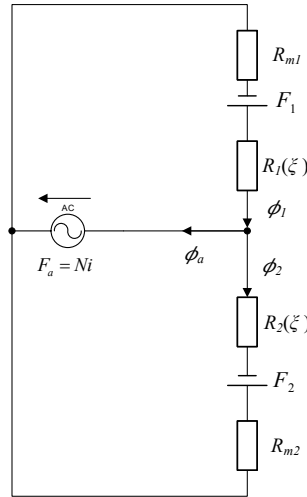 R_{m1}
F_1
R_1(ξ)
ϕ_1
AC
F_a = Ni
ϕ_a
ϕ_2
R_2(ξ)
F_2
R_{m2}